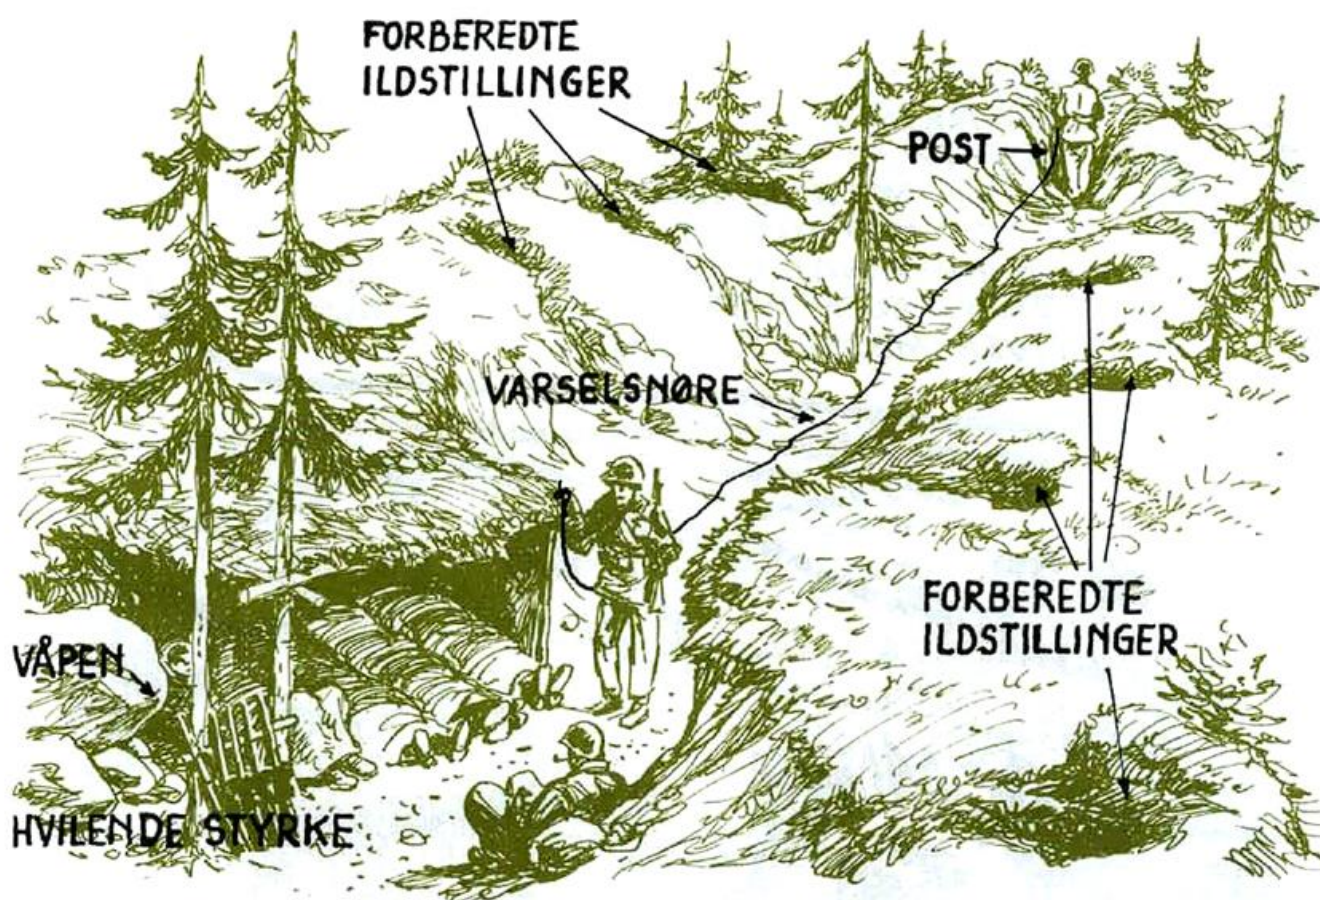 FORBEREDTE
ILDSTILLINGER
POST
VARSELSNØRE
FORBEREDTE
ILDSTILLINGER
VÅPEN
HVILENDE STYRKE